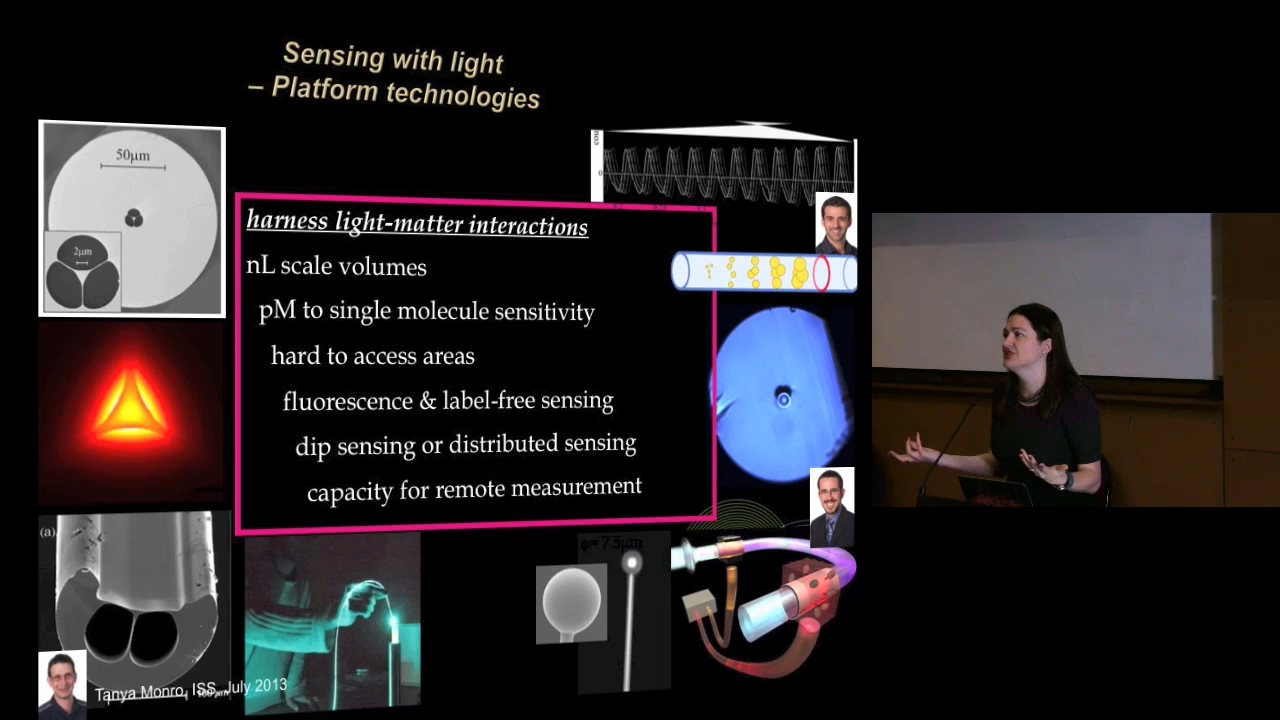 Sensing with light
– Platform technologies
50µm
2µm
0
harness light-matter interactions
nL scale volumes
pM to single molecule sensitivity
hard to access areas
fluorescence & label-free sensing
dip sensing or distributed sensing
capacity for remote measurement
(a)
φ= 7.5µm
Tanya Monro, ISS, July 2013